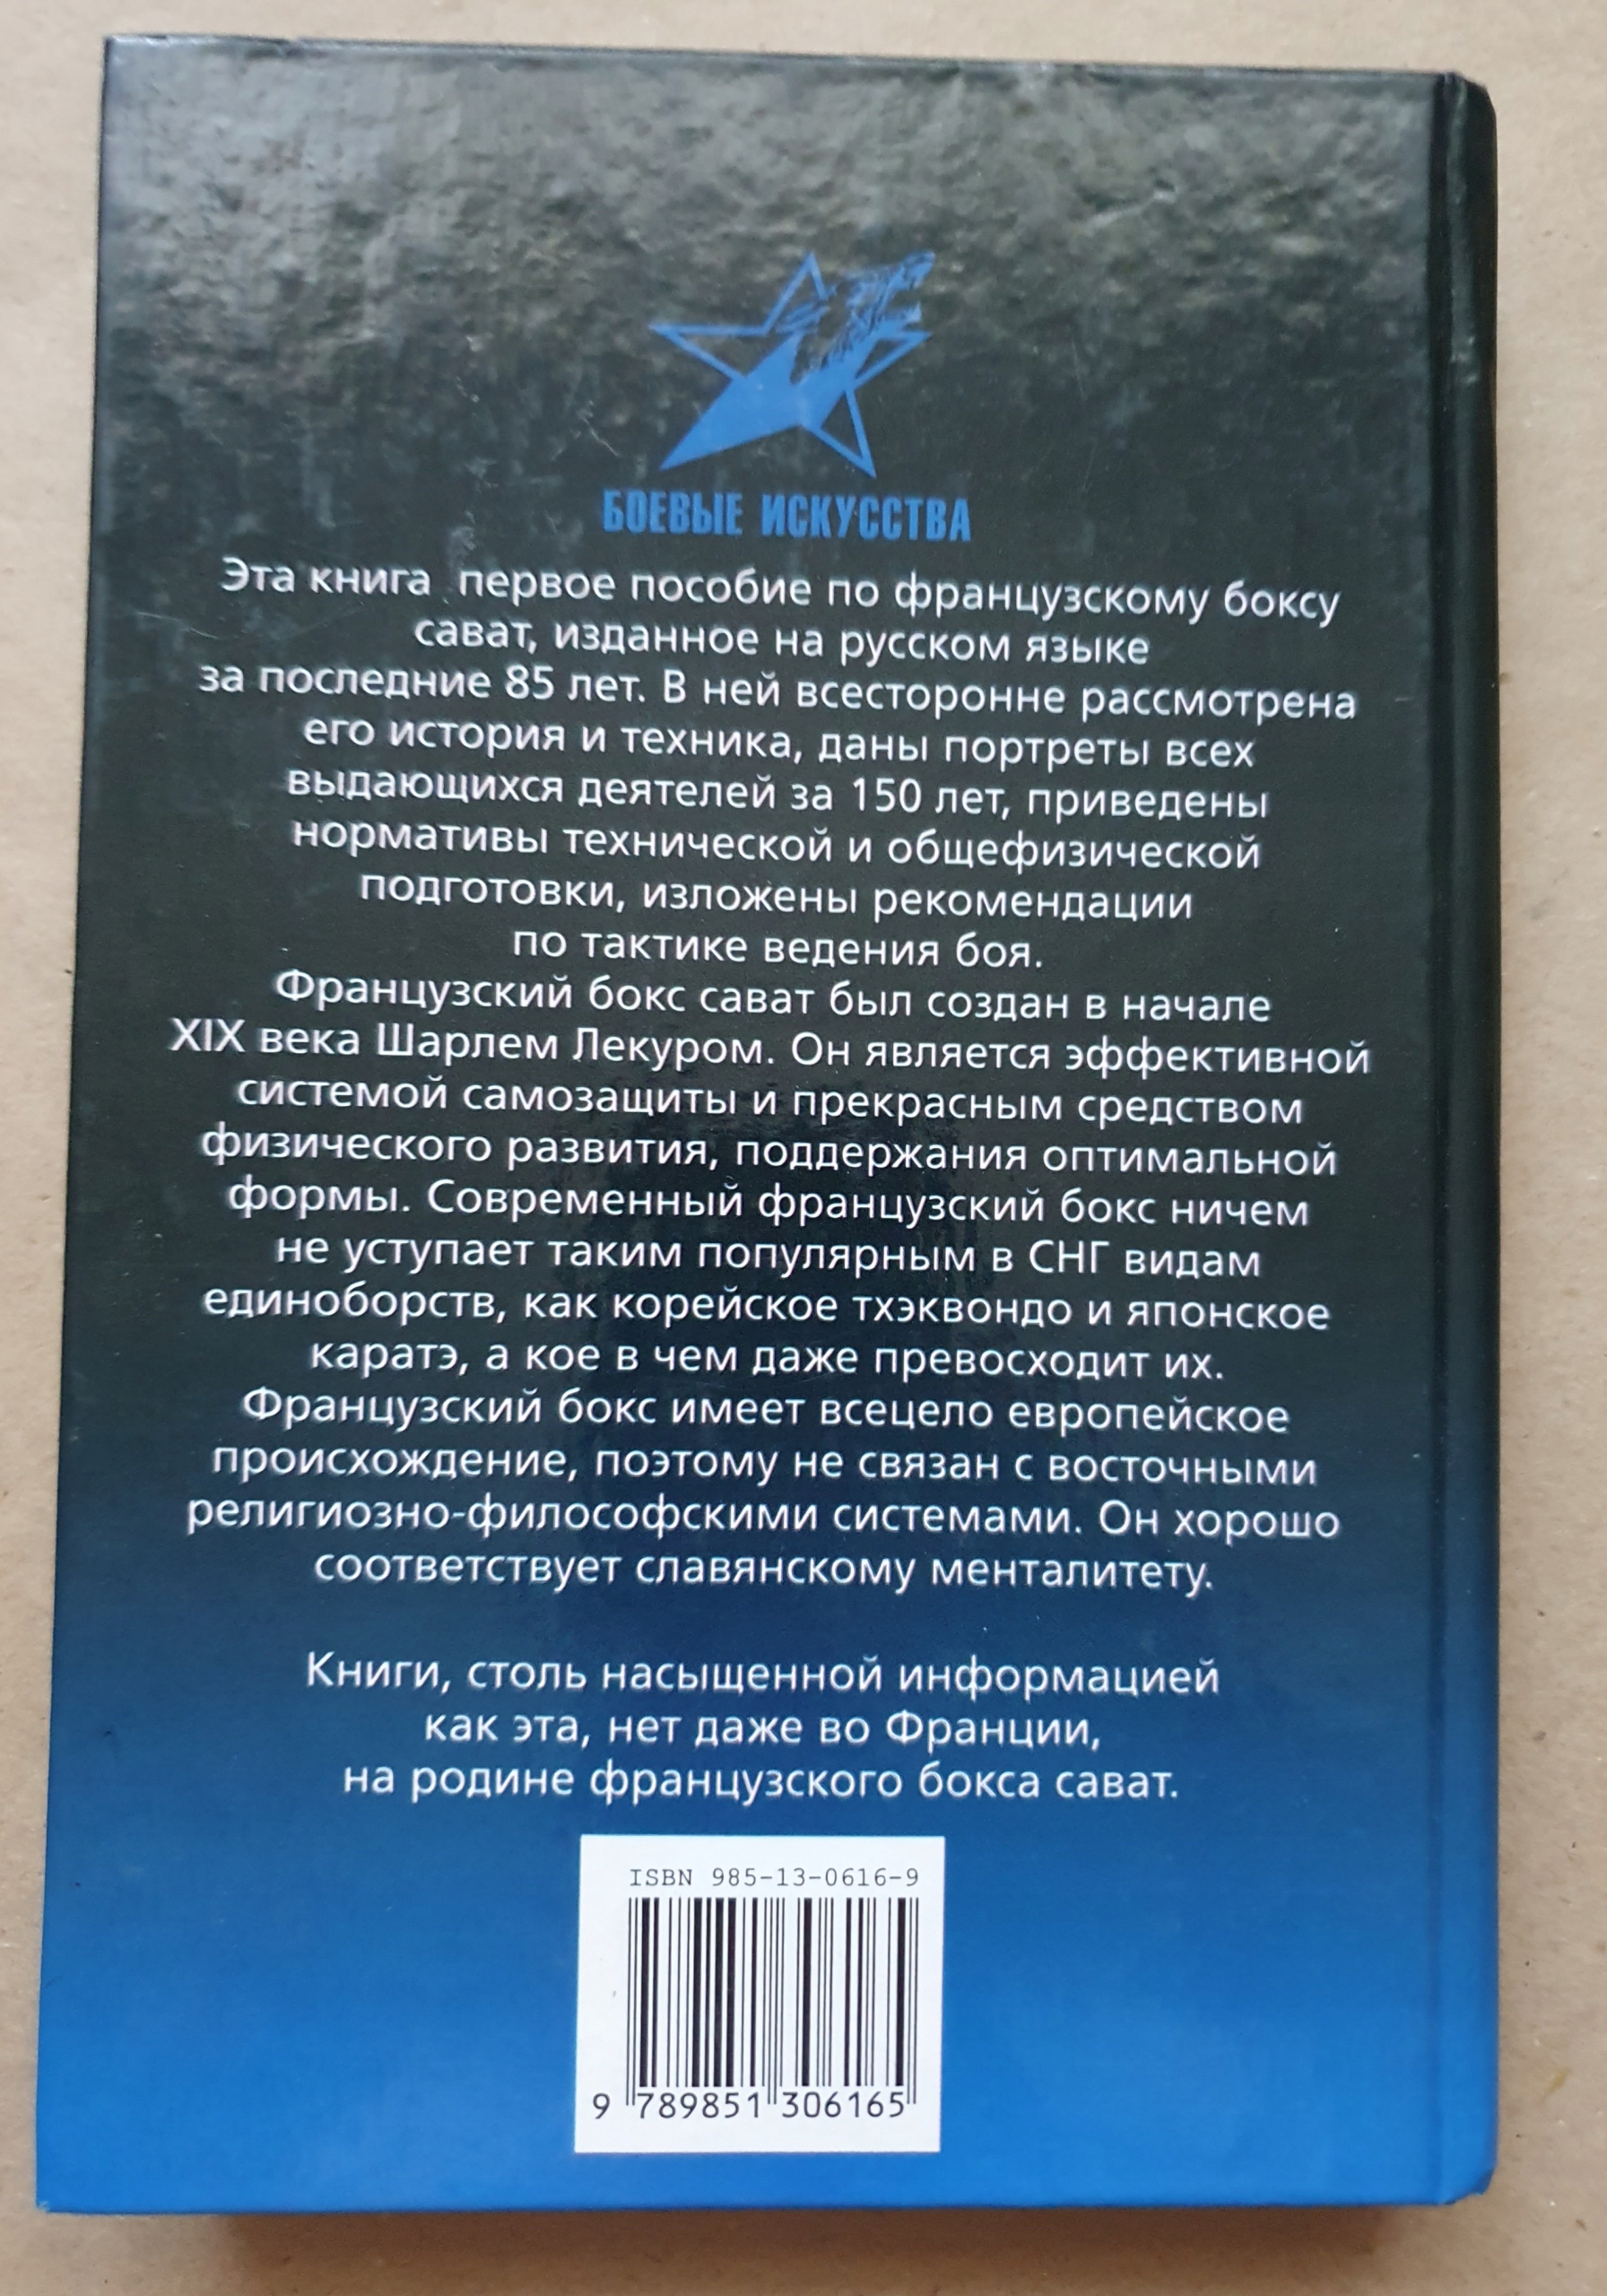 БОЕВЫЕ ИСКУССТВА
Эта книга первое пособие по французскому боксу
сават, изданное на русском языке
за последние 85 лет. В ней всесторонне рассмотрена
его история и техника, даны портреты всех
выдающихся деятелей за 150 лет, приведены
нормативы технической и общефизической
подготовки, изложены рекомендации
по тактике ведения боя.
Французский бокс сават был создан в начале
XIX века Шарлем Лекуром. Он является эффективной
системой самозащиты и прекрасным средством
физического развития, поддержания оптимальной
формы. Современный французский бокс ничем
не уступает таким популярным в СНГ видам
единоборств, как корейское тхэквондо и японское
каратэ, а кое в чем даже превосходит их.
Французский бокс имеет всецело европейское
происхождение, поэтому не связан с восточными
религиозно-философскими системами. Он хорошо
соответствует славянскому менталитету.
Книги, столь насыщенной информацией
как эта, нет даже во Франции,
на родине французского бокса сават.
ISBN 985-13-0616-9
9 789851 306165